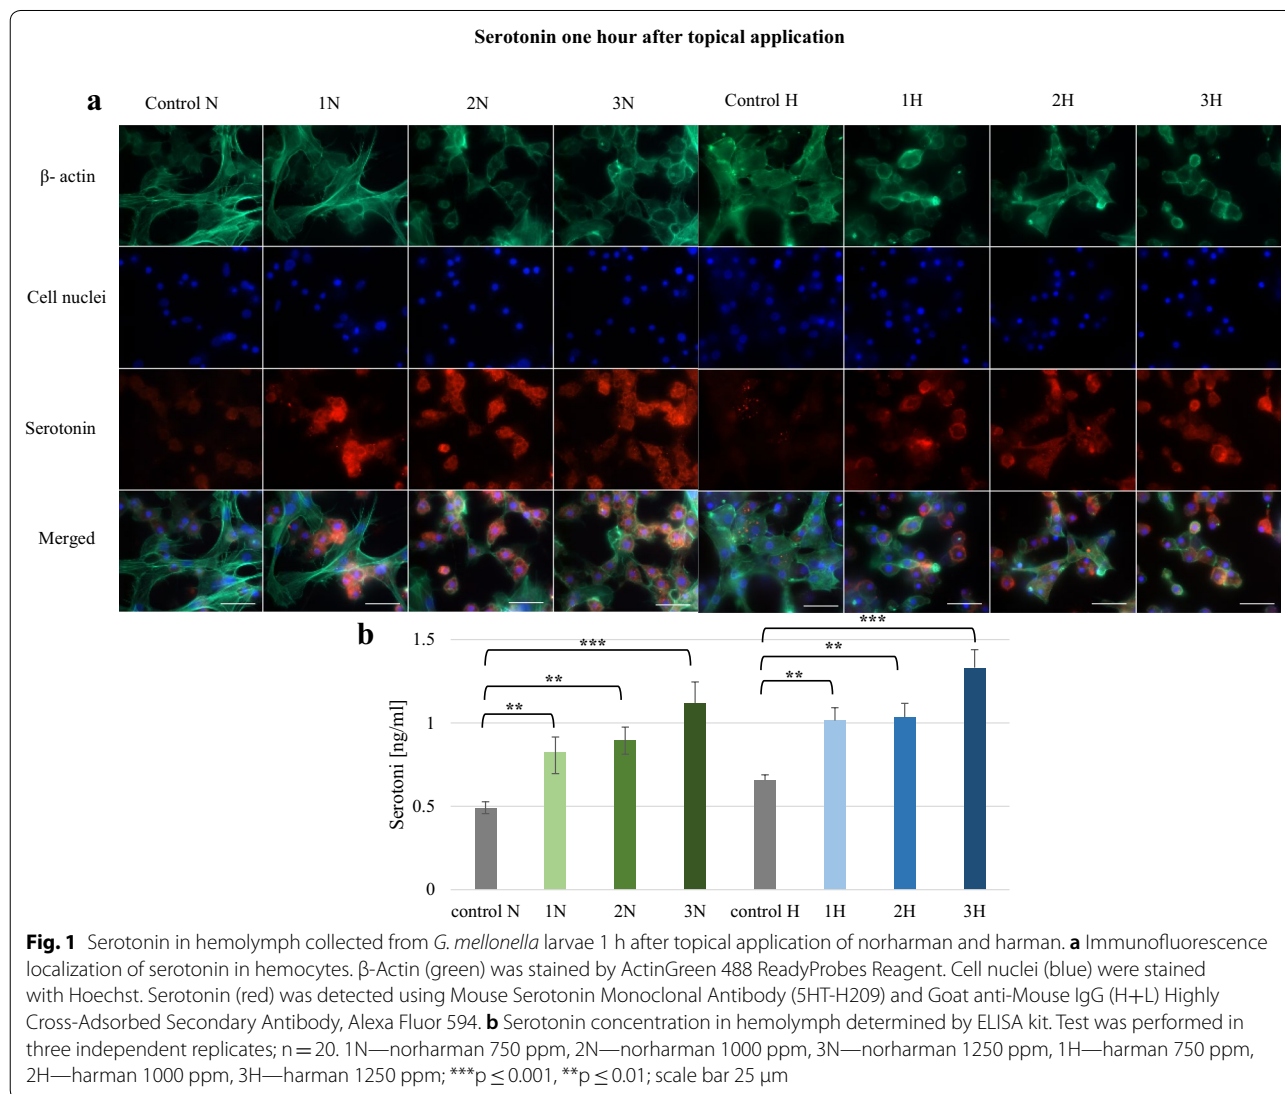 Serotonin one hour after topical application
a
Control N 1N 2N 3N Control H 1H 2H 3H
β- actin
Cell nuclei
Serotonin
Merged
b
Serotoni [ng/ml]
1.5
1
0.5
0
** ** *** ** ** ***
control N 1N 2N 3N control H 1H 2H 3H
Fig. 1 Serotonin in hemolymph collected from G. mellonella larvae 1 h after topical application of norharman and harman. a Immunofluorescence
localization of serotonin in hemocytes. β-Actin (green) was stained by ActinGreen 488 ReadyProbes Reagent. Cell nuclei (blue) were stained
with Hoechst. Serotonin (red) was detected using Mouse Serotonin Monoclonal Antibody (5HT-H209) and Goat anti-Mouse IgG (H+L) Highly
Cross-Adsorbed Secondary Antibody, Alexa Fluor 594. b Serotonin concentration in hemolymph determined by ELISA kit. Test was performed in
three independent replicates; n = 20. 1N—norharman 750 ppm, 2N—norharman 1000 ppm, 3N—norharman 1250 ppm, 1H—harman 750 ppm,
2H—harman 1000 ppm, 3H—harman 1250 ppm; ***p ≤ 0.001, **p ≤ 0.01; scale bar 25 μm